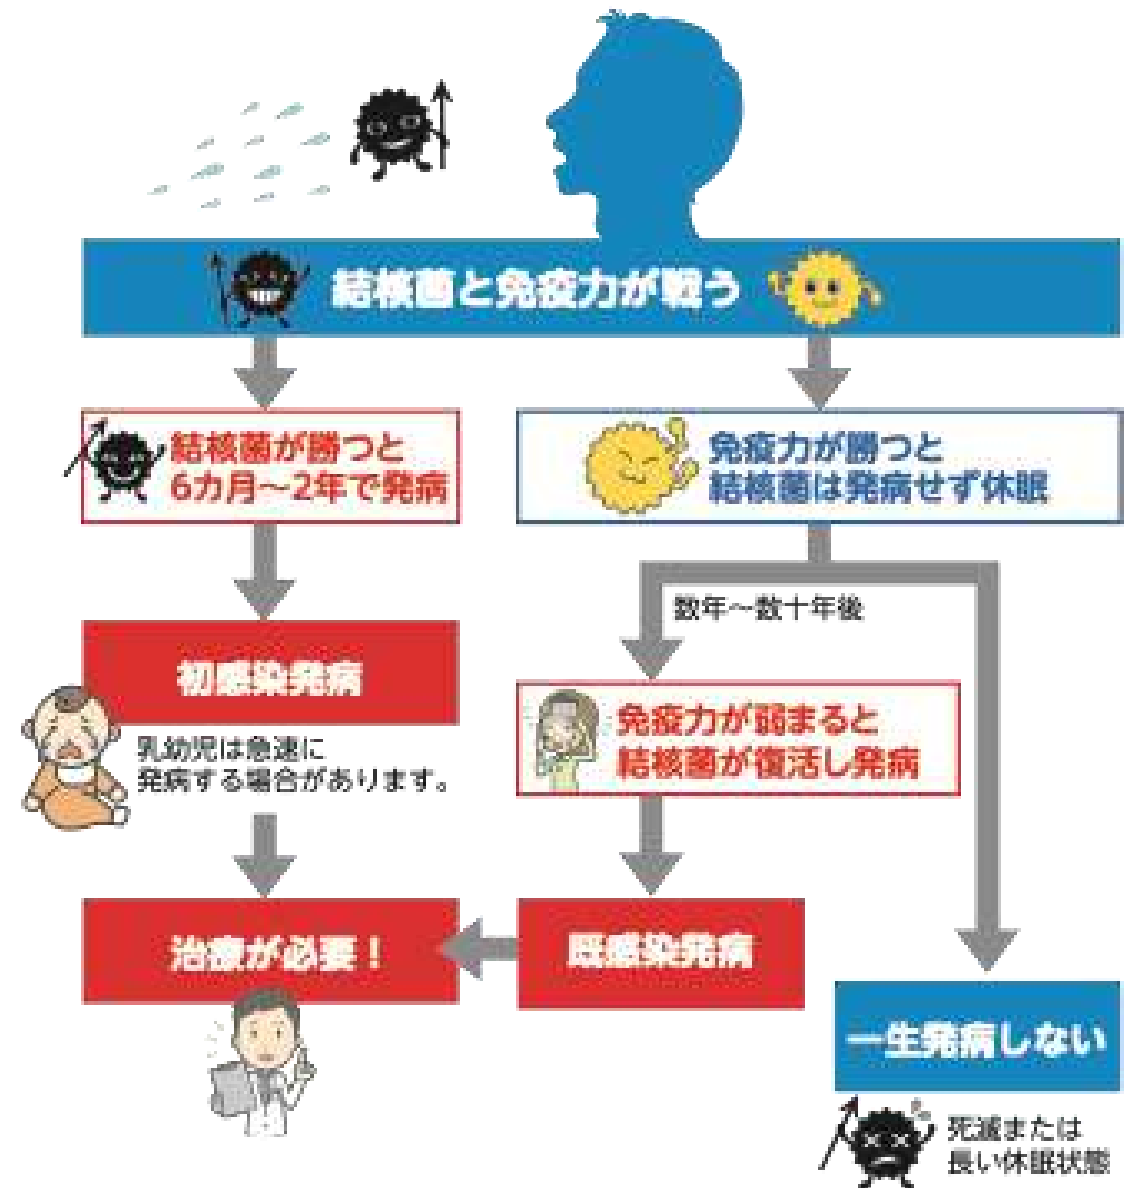 結核菌と免疫力が戦う
結核菌が勝つと
6カ月～2年で発病
免疫力が勝つと
結核菌は発病せず休眠
数年～数十年後
初感染発病
乳幼児は急速に
発病する場合があります。
免疫力が弱まると
結核菌が復活し発病
治療が必要！
既感染発病
一生発病しない
死滅または
長い休眠状態